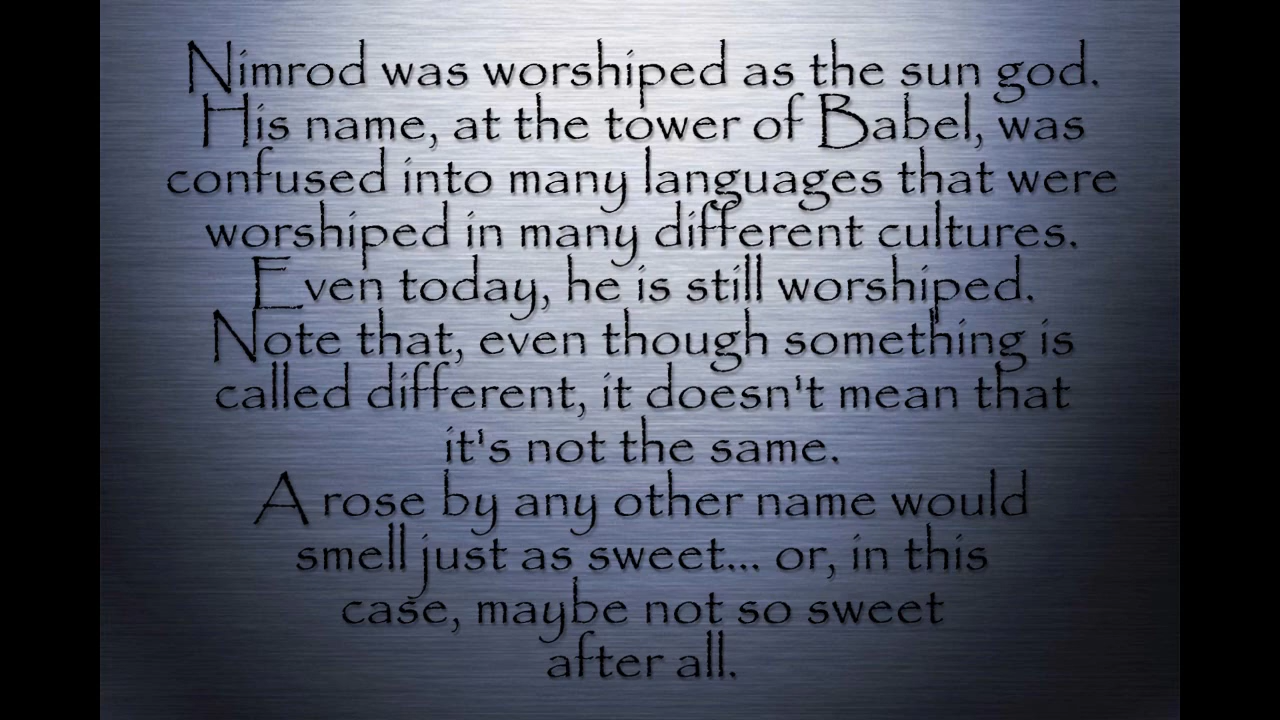 Nimrod was worshiped as the sun god.
His name, at the tower of Babel, was
confused into many languages that were
worshiped in many different cultures.
Even today, he is still worshiped.
Note that, even though something is
called different, it doesn't mean that
it's not the same.
A rose by any other name would
smell just as sweet... or, in this
case, maybe not so sweet
after all.